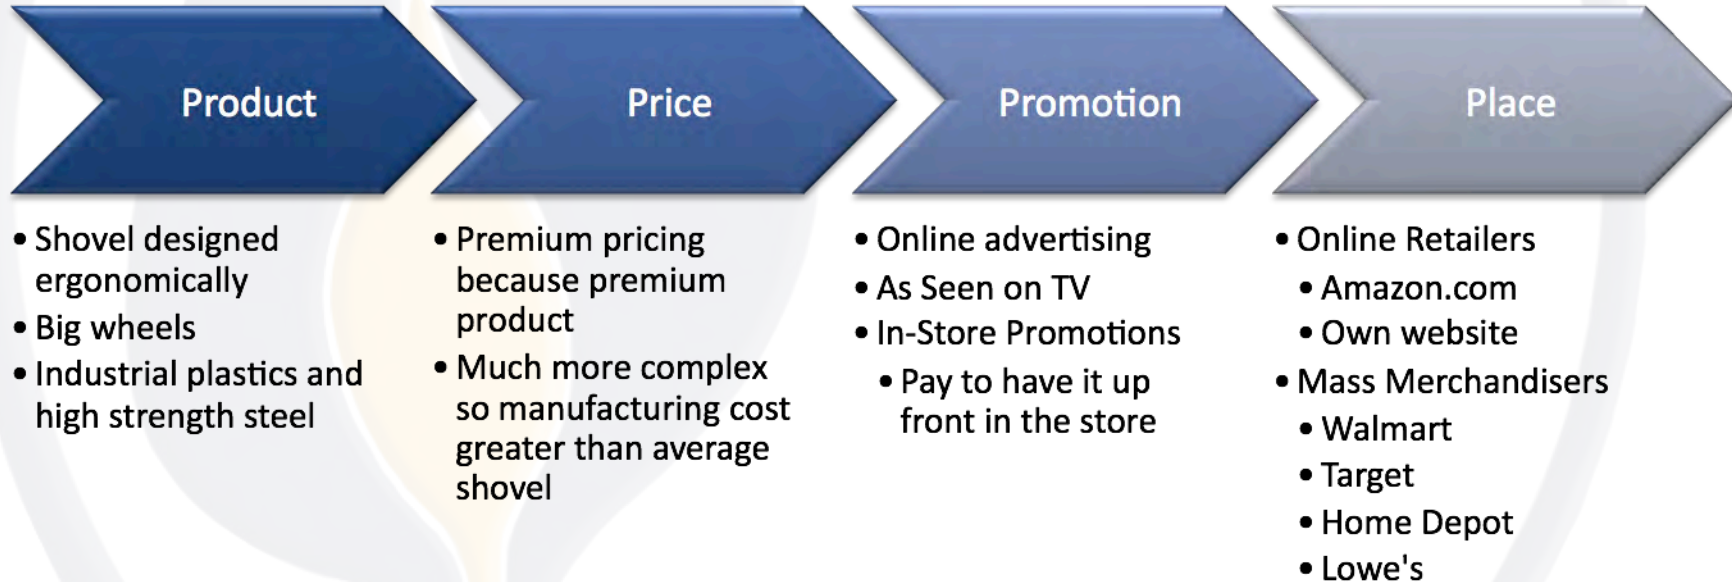 Product
• Shovel designed
ergonomically
• Big wheels
• Industrial plastics and
high strength steel
Price
• Premium pricing
because premium
product
• Much more complex
so manufacturing cost
greater than average
shovel
Promotion
• Online advertising
• As Seen on TV
• In-Store Promotions
• Pay to have it up
front in the store
Place
• Online Retailers
• Amazon.com
• Own website
• Mass Merchandisers
• Walmart
• Target
• Home Depot
• Lowe's